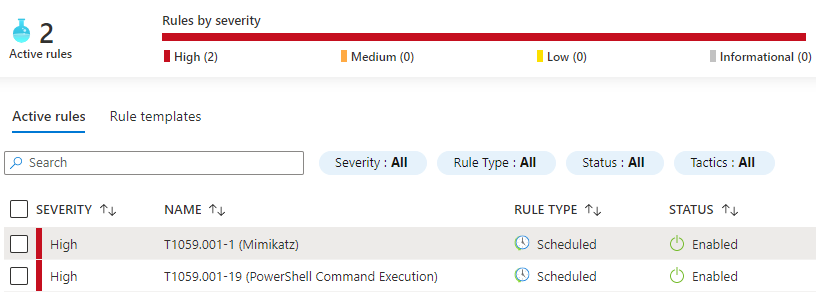 2
Active rules
Rules by severity
High (2)
Medium (0)
Low (0)
Informational (0)
Active rules
Rule templates
Search
Severity : All
Rule Type : All
Status : All
Tactics : All
SEVERITY NAME RULE TYPE STATUS
High T1059.001-1 (Mimikatz) Scheduled Enabled
High T1059.001-19 (PowerShell Command Execution) Scheduled Enabled